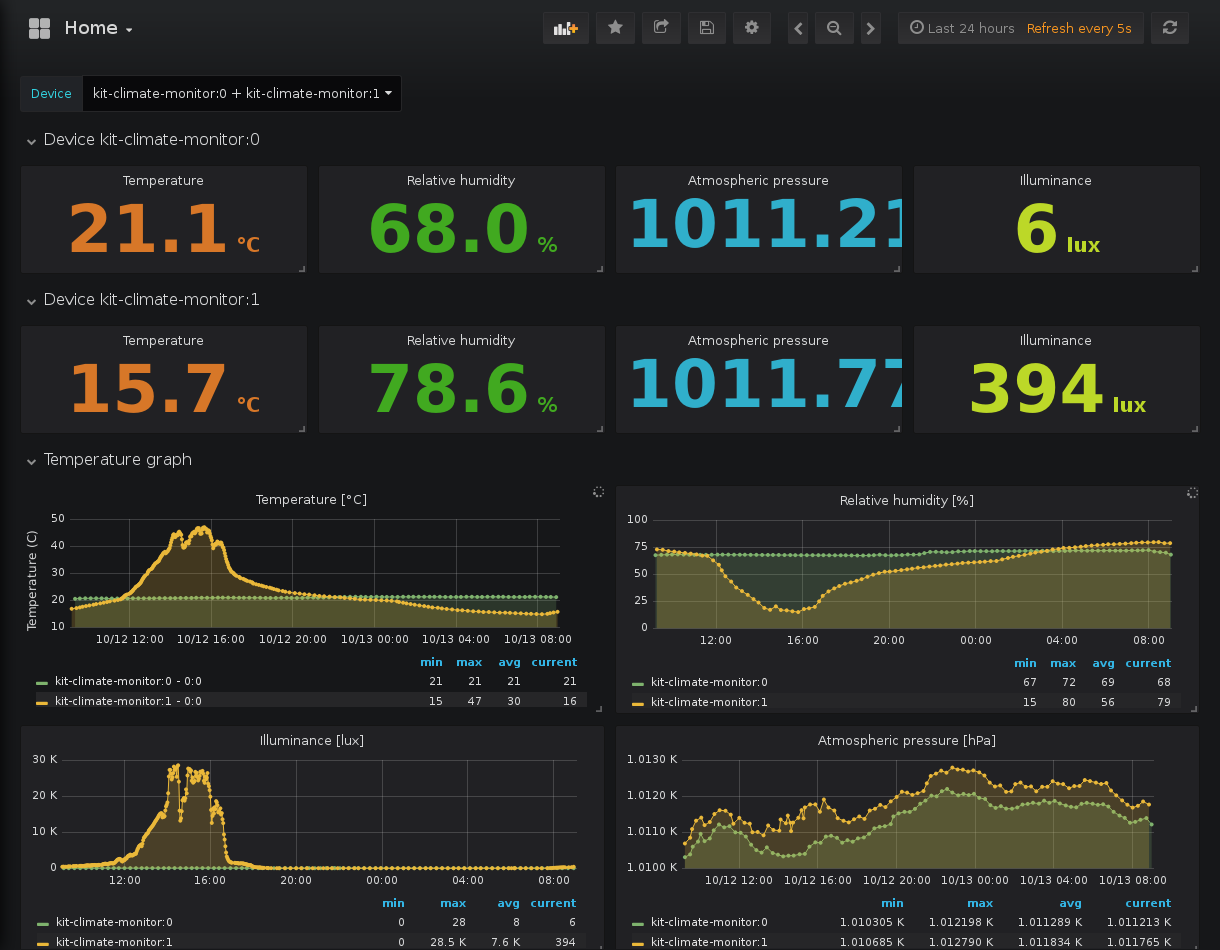 Home
Last 24 hours Refresh every 5s
Device kit-climate-monitor:0 + kit-climate-monitor:1
Device kit-climate-monitor:0
Temperature Relative humidity Atmospheric pressure Illuminance
21.1 °C 68.0 % 1011.21 6 lux
Device kit-climate-monitor:1
Temperature Relative humidity Atmospheric pressure Illuminance
15.7 °C 78.6 % 1011.77 394 lux
Temperature graph
Temperature [°C]
Temperature (C)
50
40
30
20
10
10/12 12:00 10/12 16:00 10/12 20:00 10/13 00:00 10/13 04:00 10/13 08:00
min max avg current
kit-climate-monitor:0 - 0:0 21 21 21 21
kit-climate-monitor:1 - 0:0 15 47 30 16
Relative humidity [%]
100
75
50
25
0
12:00 16:00 20:00 00:00 04:00 08:00
min max avg current
kit-climate-monitor:0 67 72 69 68
kit-climate-monitor:1 15 80 56 79
Illuminance [lux]
30 K
20 K
10 K
0
12:00 16:00 20:00 00:00 04:00 08:00
min max avg current
kit-climate-monitor:0 0 28 8 6
kit-climate-monitor:1 0 28.5 K 7.6 K 394
Atmospheric pressure [hPa]
1.0130 K
1.0120 K
1.0110 K
1.0100 K
10/12 12:00 10/12 16:00 10/12 20:00 10/13 00:00 10/13 04:00 10/13 08:00
min max avg current
kit-climate-monitor:0 1.010305 K 1.012198 K 1.011289 K 1.011213 K
kit-climate-monitor:1 1.010685 K 1.012790 K 1.011834 K 1.011765 K